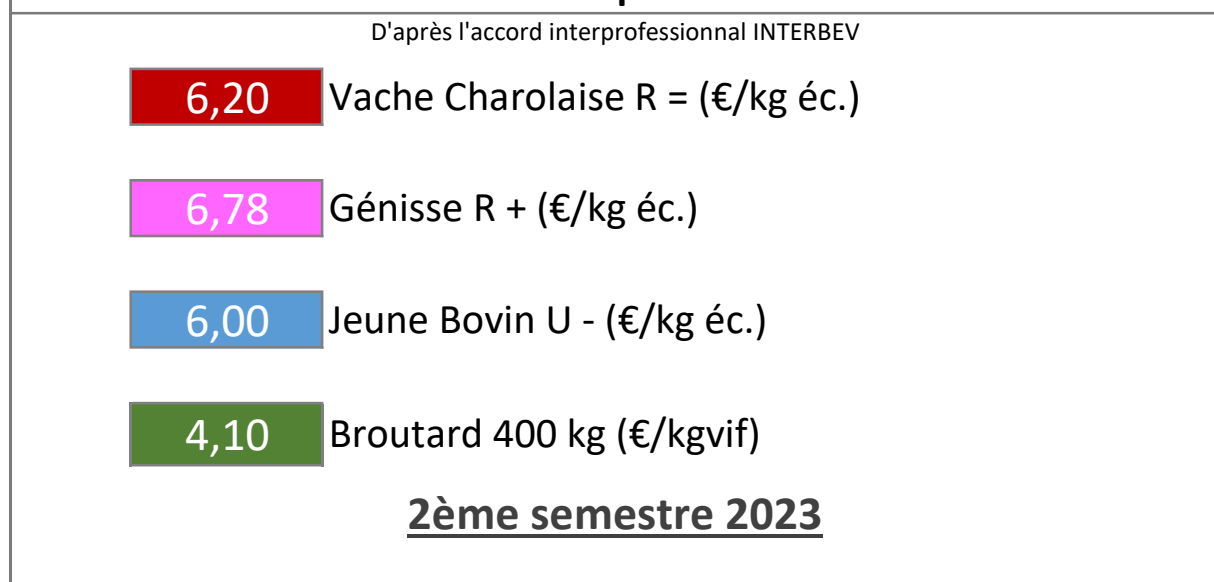 D'après l'accord interprofessionnal INTERBEV
6,20 Vache Charolaise R = (€/kg éc.)
6,78 Génisse R + (€/kg éc.)
6,00 Jeune Bovin U - (€/kg éc.)
4,10 Broutard 400 kg (€/kgvif)
2ème semestre 2023